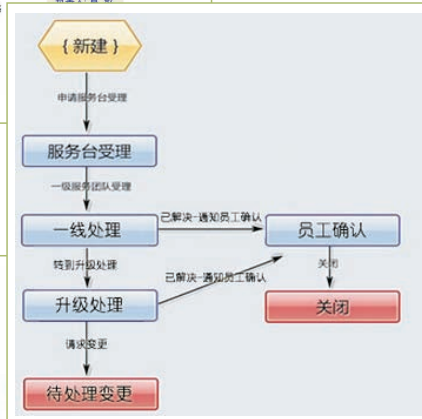 { 新建 }
申请服务台受理
服务台受理
一级服务团队受理
一线处理
已解决-通知员工确认
员工确认
转到升级处理
已解决-通知员工确认
关闭
升级处理
关闭
请求变更
待处理变更